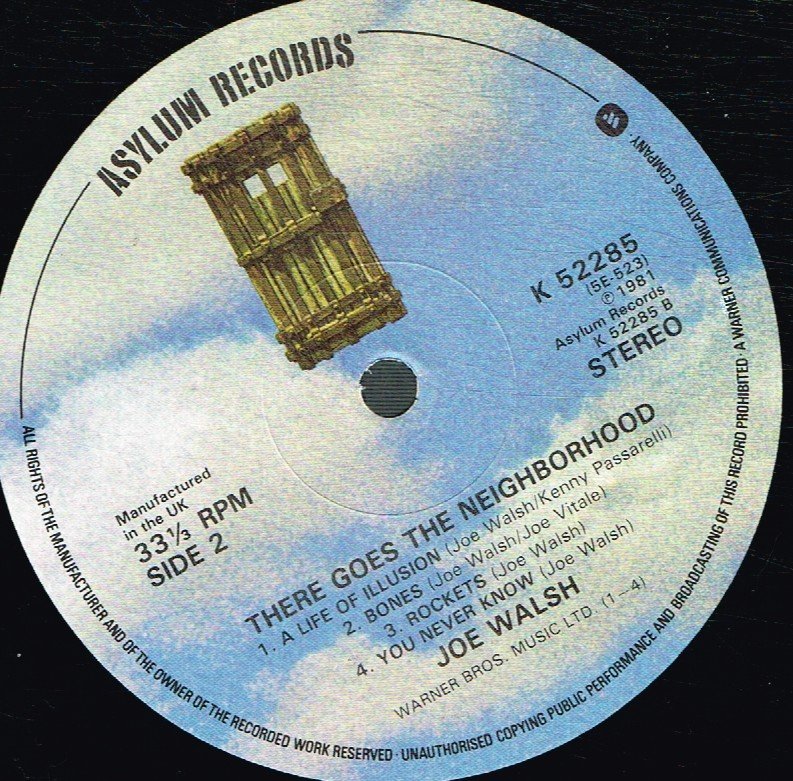 ASYLUM RECORDS
K 52285
(5E-523)
℗ 1981
Asylum Records
K 52285 B
STEREO
Manufactured
in the UK
33⅓ RPM
SIDE 2
THERE GOES THE NEIGHBORHOOD
1. A LIFE OF ILLUSION (Joe Walsh/Kenny Passarelli)
2. BONES (Joe Walsh/Joe Vitale)
3. ROCKETS (Joe Walsh)
4. YOU NEVER KNOW (Joe Walsh)
JOE WALSH
WARNER BROS. MUSIC LTD (1–4)
ALL RIGHTS OF THE MANUFACTURER AND OF THE OWNER OF THE RECORDED WORK RESERVED · UNAUTHORISED COPYING PUBLIC PERFORMANCE AND BROADCASTING OF THIS RECORD PROHIBITED · A WARNER COMMUNICATIONS COMPANY ·